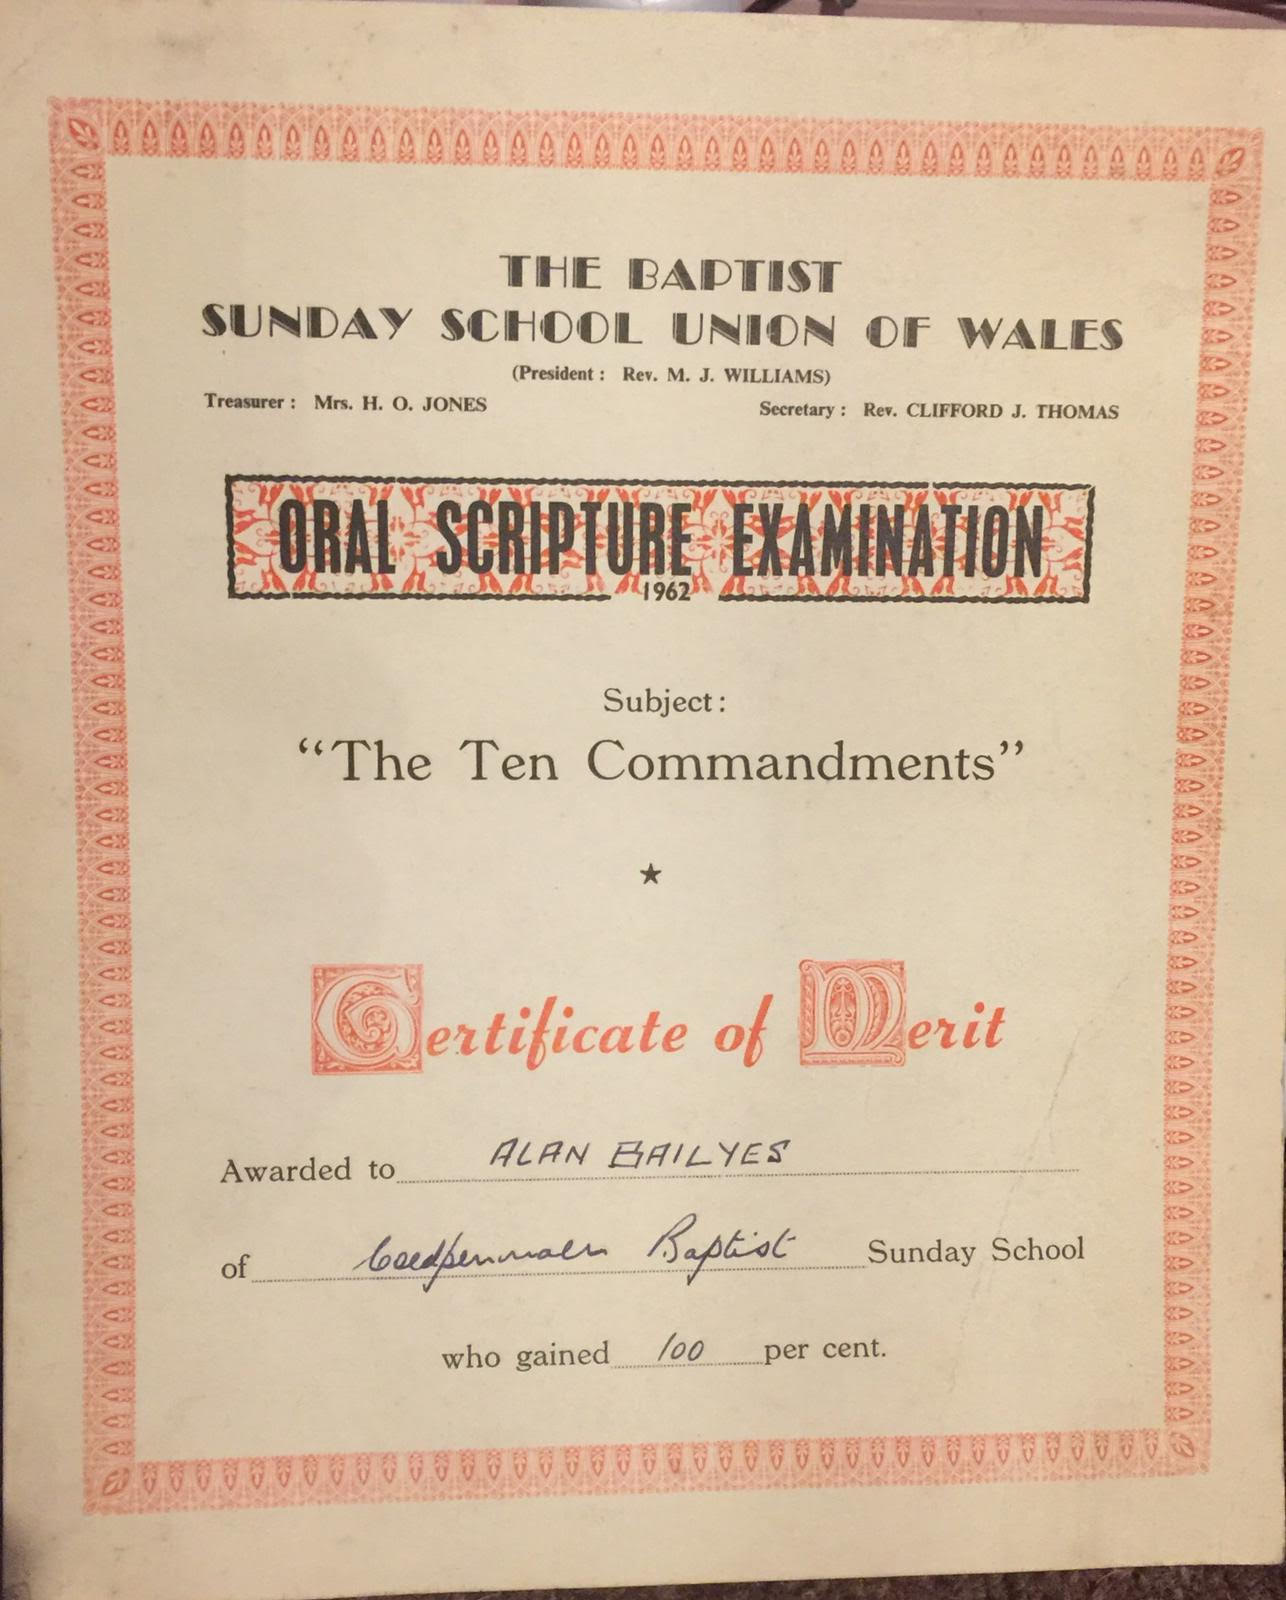 THE BAPTIST
SUNDAY SCHOOL UNION OF WALES
(President : Rev. M. J. WILLIAMS)
Treasurer : Mrs. H. O. JONES Secretary : Rev. CLIFFORD J. THOMAS
ORAL SCRIPTURE EXAMINATION
1962
Subject :
“The Ten Commandments”
★
Certificate of Merit
Awarded to ALAN BAILYES
of Coedpenmaen Baptist Sunday School
who gained 100 per cent.